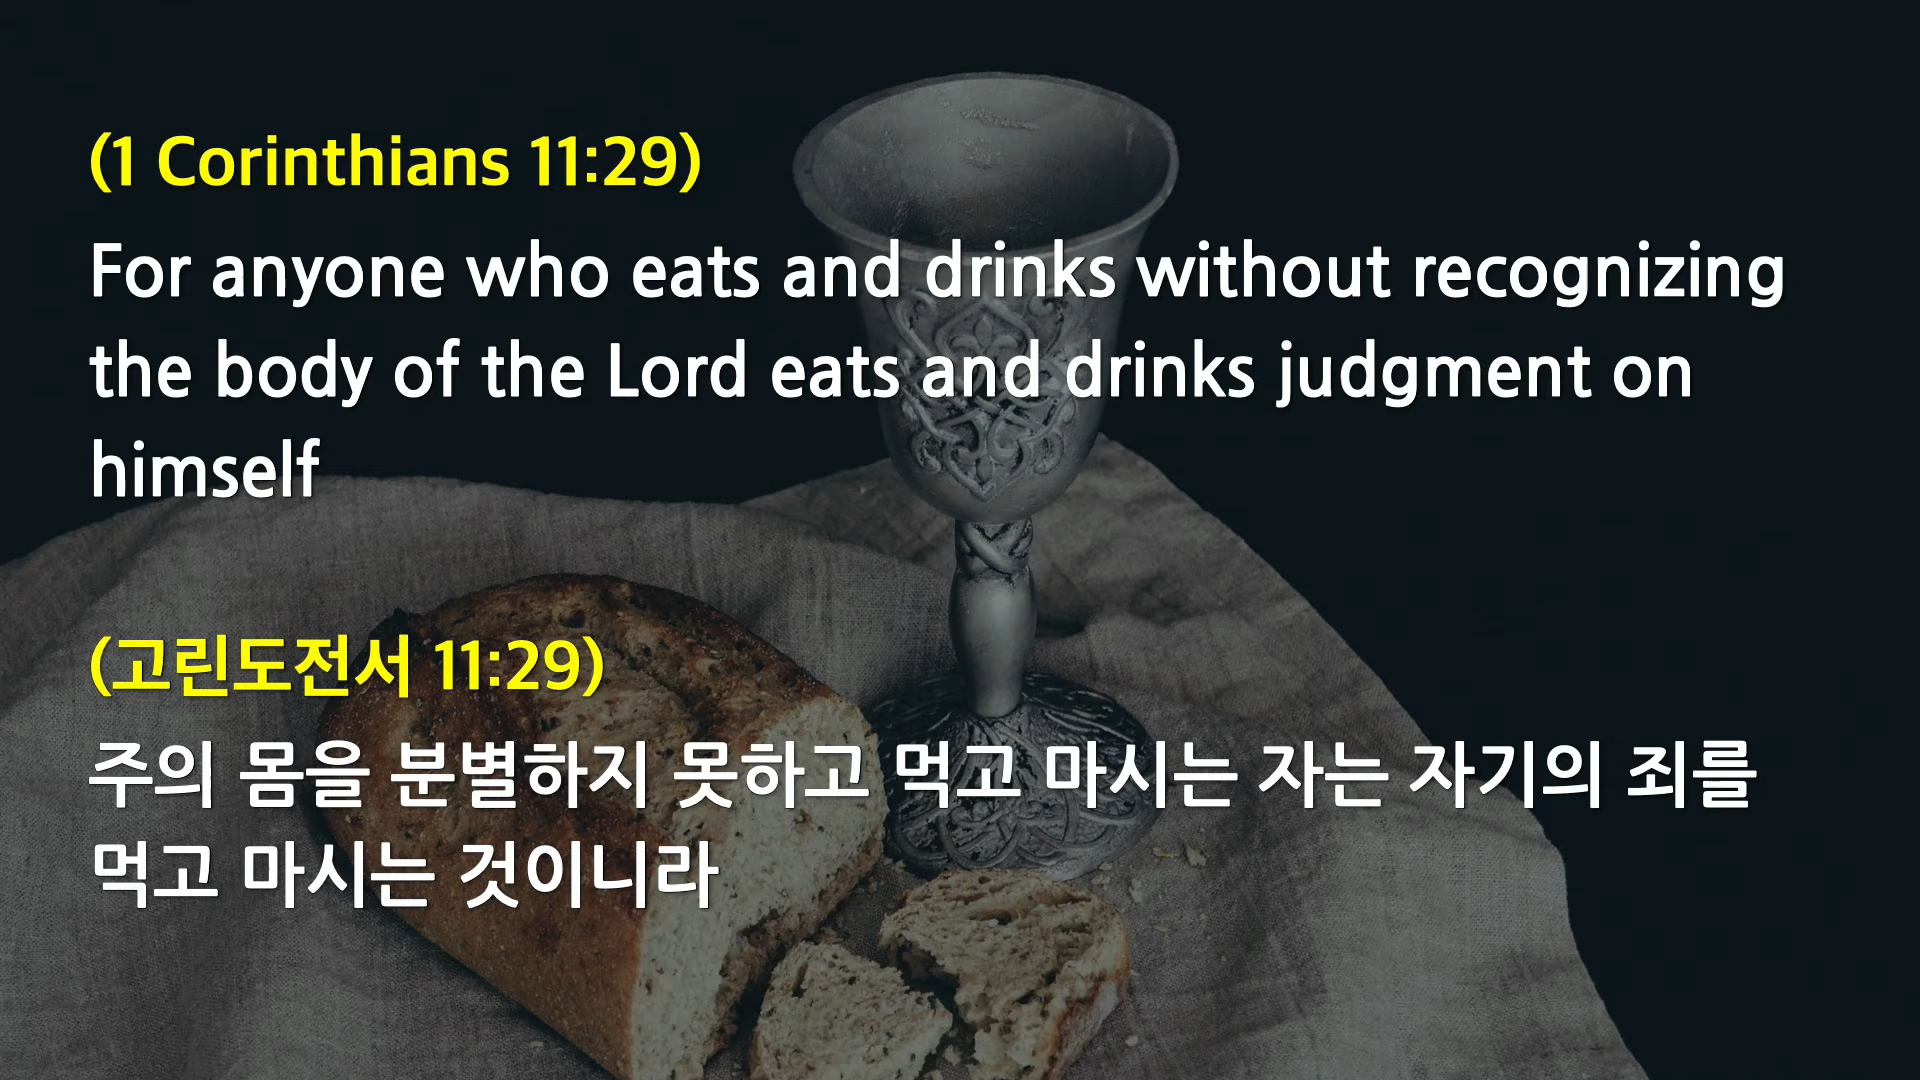 (1 Corinthians 11:29)
For anyone who eats and drinks without recognizing
the body of the Lord eats and drinks judgment on
himself
(고린도전서 11:29)
주의 몸을 분별하지 못하고 먹고 마시는 자는 자기의 죄를
먹고 마시는 것이니라